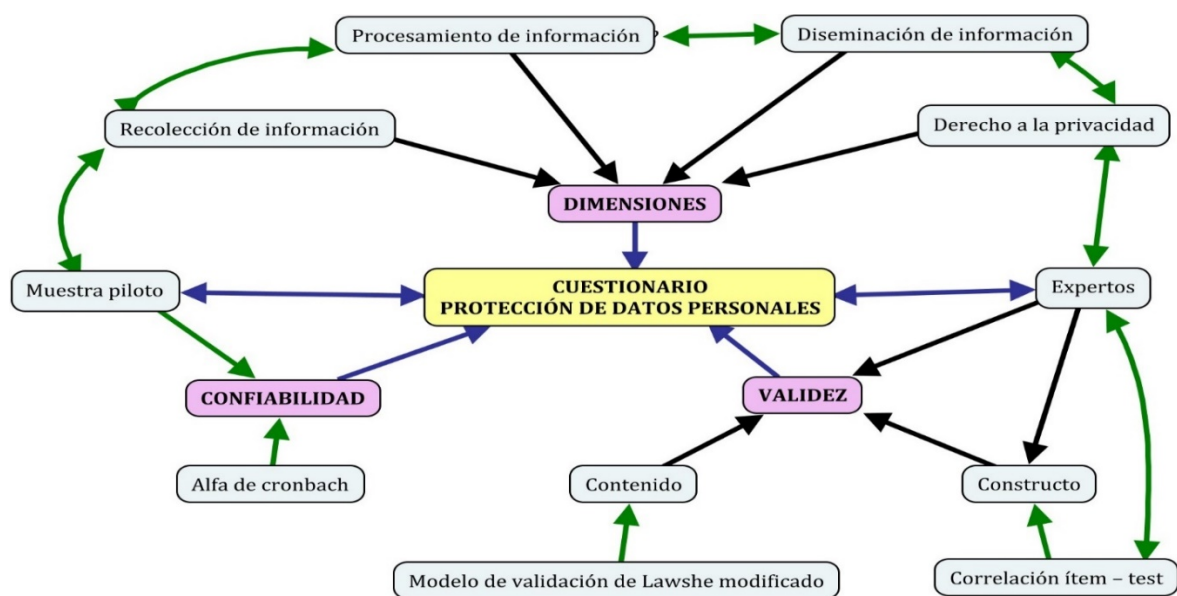 Procesamiento de información
Diseminación de información
Recolección de información
Derecho a la privacidad
DIMENSIONES
Muestra piloto
CUESTIONARIO
PROTECCIÓN DE DATOS PERSONALES
Expertos
CONFIABILIDAD
VALIDEZ
Alfa de cronbach
Contenido
Constructo
Modelo de validación de Lawshe modificado
Correlación ítem – test